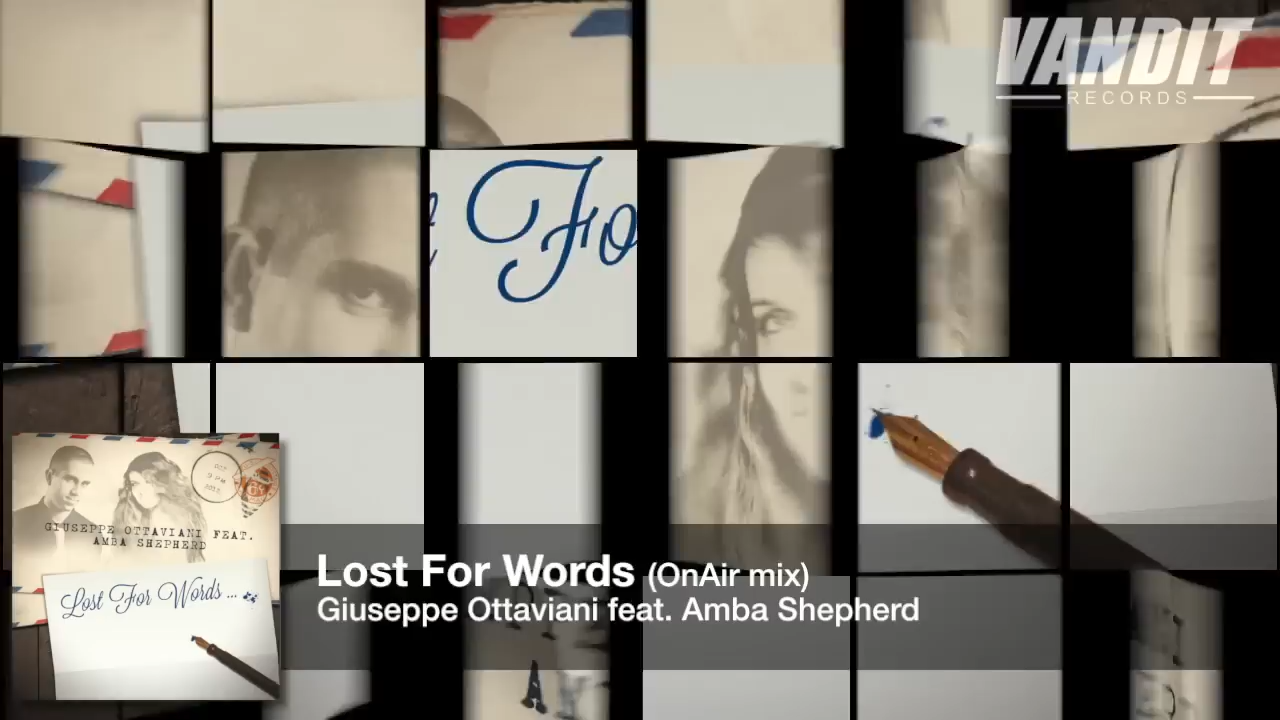 VANDIT
RECORDS
Fo
GIUSEPPE OTTAVIANI FEAT.
AMBA SHEPHERD
Lost For Words ...
Lost For Words (OnAir mix)
Giuseppe Ottaviani feat. Amba Shepherd
A